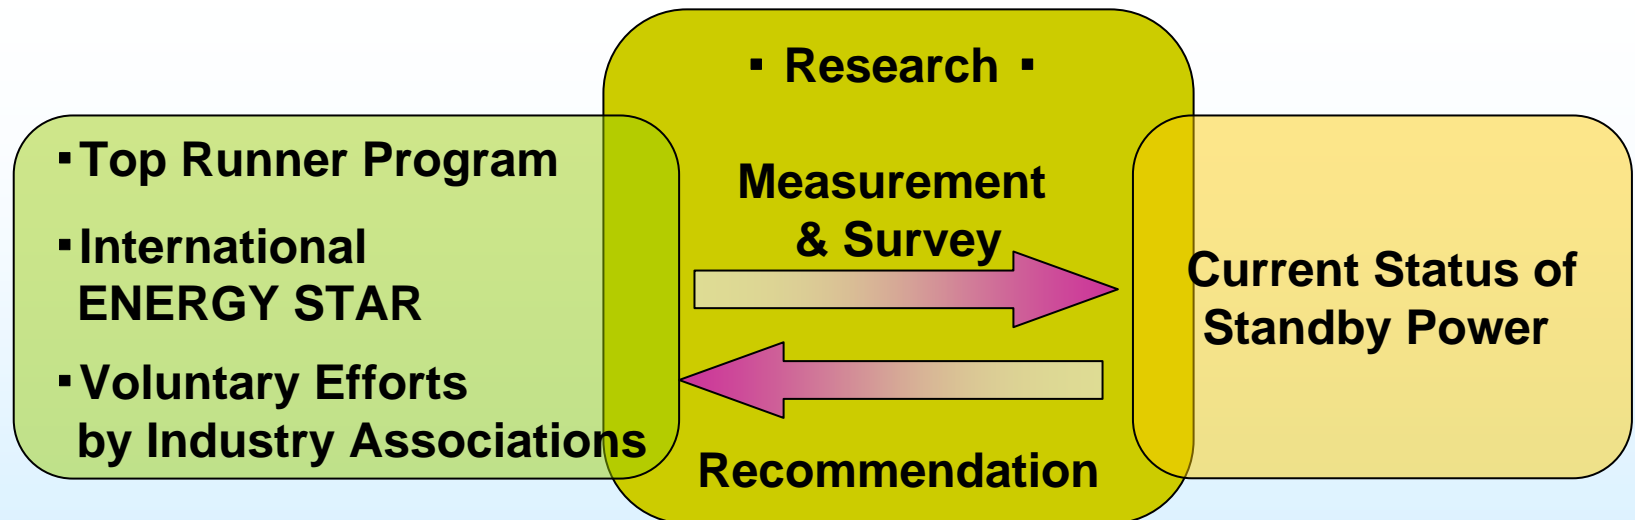 ▪ Research ▪
▪Top Runner Program
▪International
ENERGY STAR
▪Voluntary Efforts
by Industry Associations
Measurement
& Survey
Recommendation
Current Status of
Standby Power